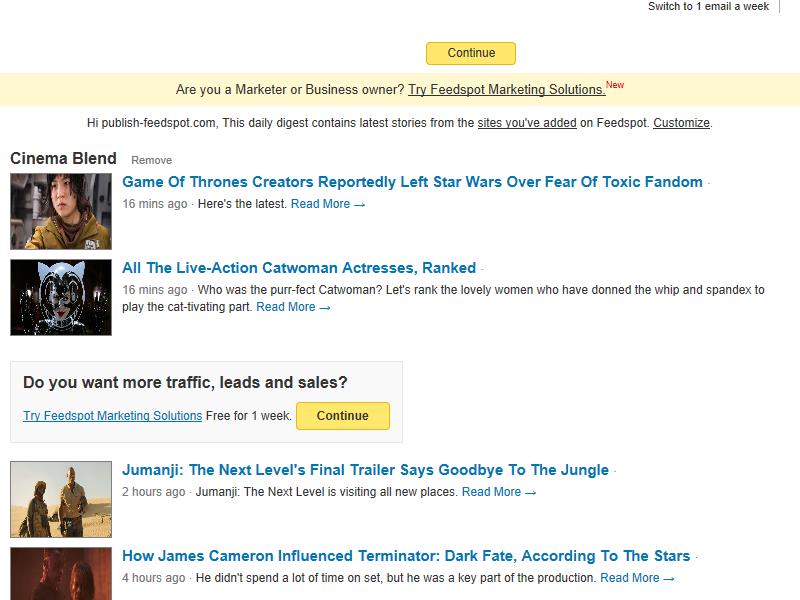 Switch to 1 email a week
Continue
Are you a Marketer or Business owner? Try Feedspot Marketing Solutions.New
Hi publish-feedspot.com, This daily digest contains latest stories from the sites you've added on Feedspot. Customize.
Cinema Blend Remove
Game Of Thrones Creators Reportedly Left Star Wars Over Fear Of Toxic Fandom ·
16 mins ago · Here's the latest. Read More →
All The Live-Action Catwoman Actresses, Ranked ·
16 mins ago · Who was the purr-fect Catwoman? Let's rank the lovely women who have donned the whip and spandex to
play the cat-tivating part. Read More →
Do you want more traffic, leads and sales?
Try Feedspot Marketing Solutions Free for 1 week. Continue
Jumanji: The Next Level's Final Trailer Says Goodbye To The Jungle ·
2 hours ago · Jumanji: The Next Level is visiting all new places. Read More →
How James Cameron Influenced Terminator: Dark Fate, According To The Stars ·
4 hours ago · He didn't spend a lot of time on set, but he was a key part of the production. Read More →